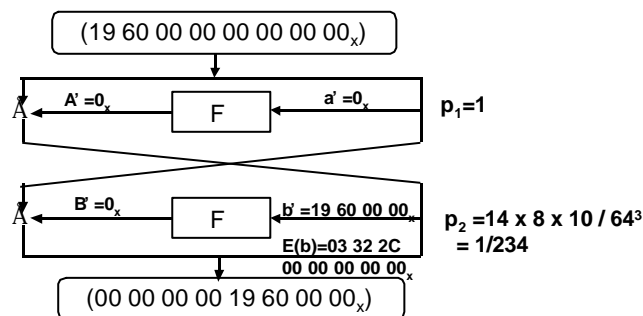 (19 60 00 00 00 00 00 00ₓ)
Å
A' =0ₓ
F
a' =0ₓ
p₁=1
Å
B' =0ₓ
F
b' =19 60 00 00ₓ
p₂ =14 x 8 x 10 / 64³
= 1/234
E(b)=03 32 2C
00 00 00 00 00ₓ
(00 00 00 00 19 60 00 00ₓ)